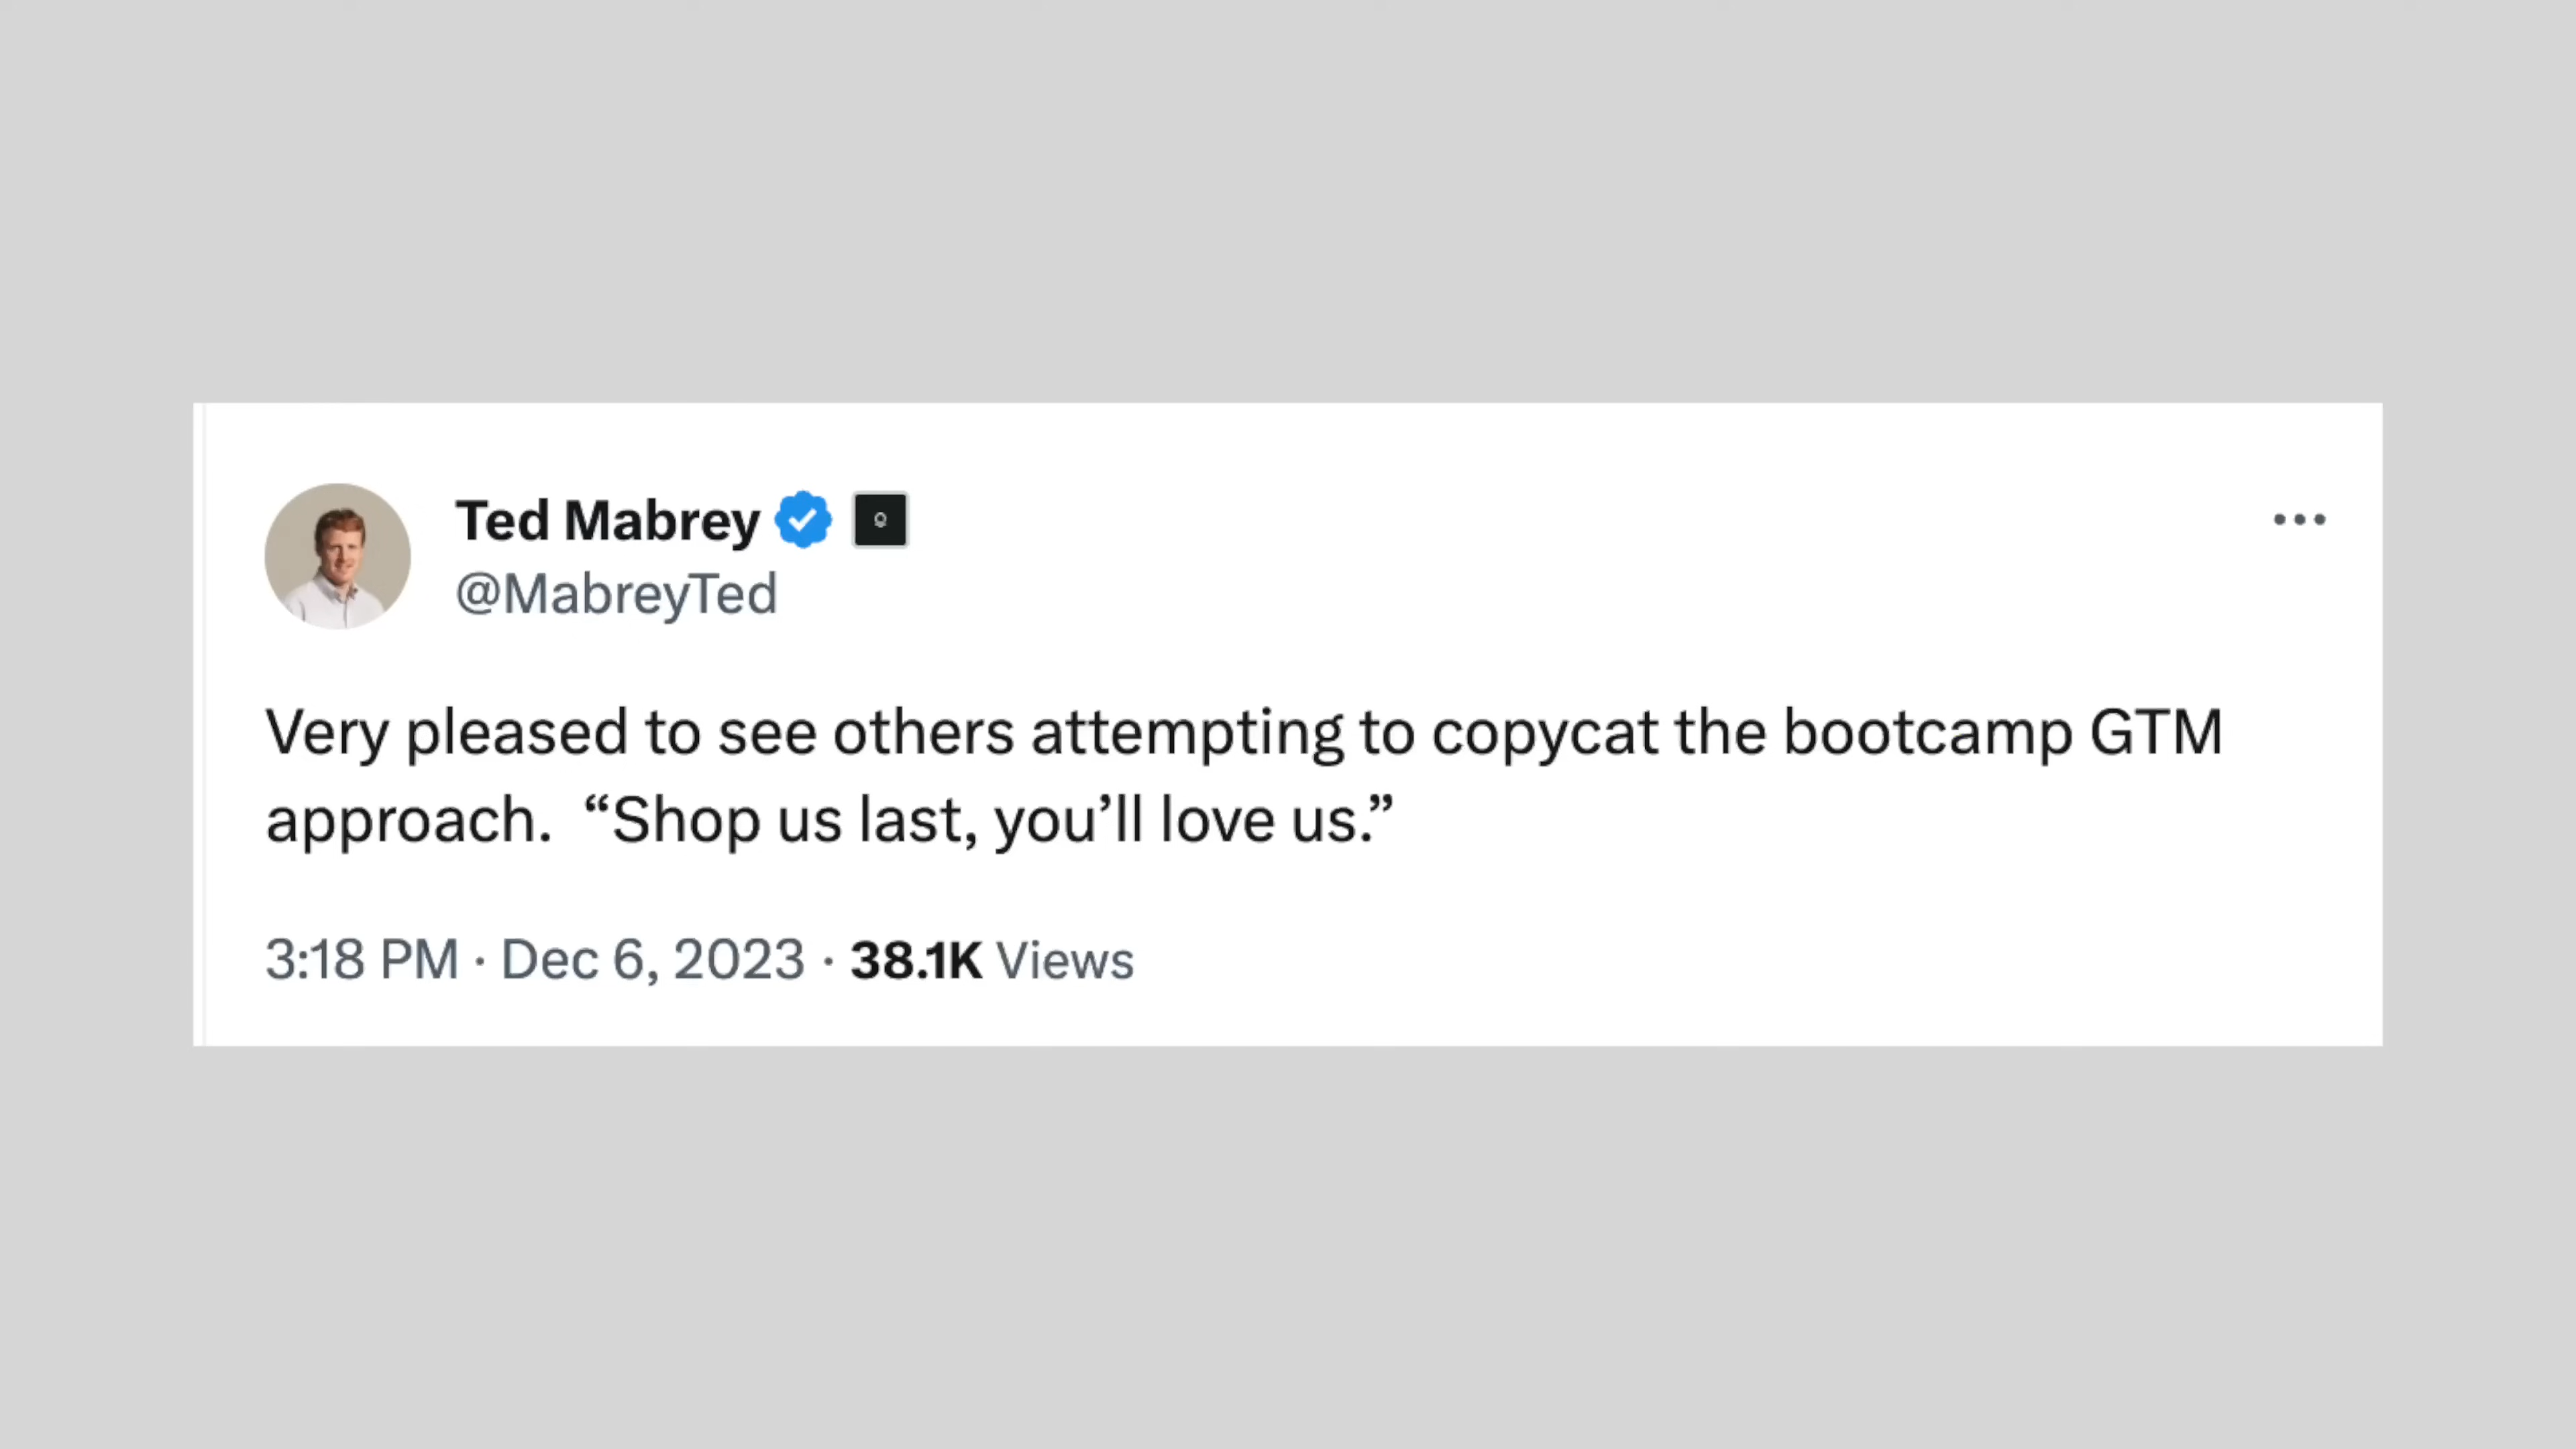 Ted Mabrey
@MabreyTed
Very pleased to see others attempting to copycat the bootcamp GTM
approach.  “Shop us last, you’ll love us.”
3:18 PM · Dec 6, 2023 · 38.1K Views